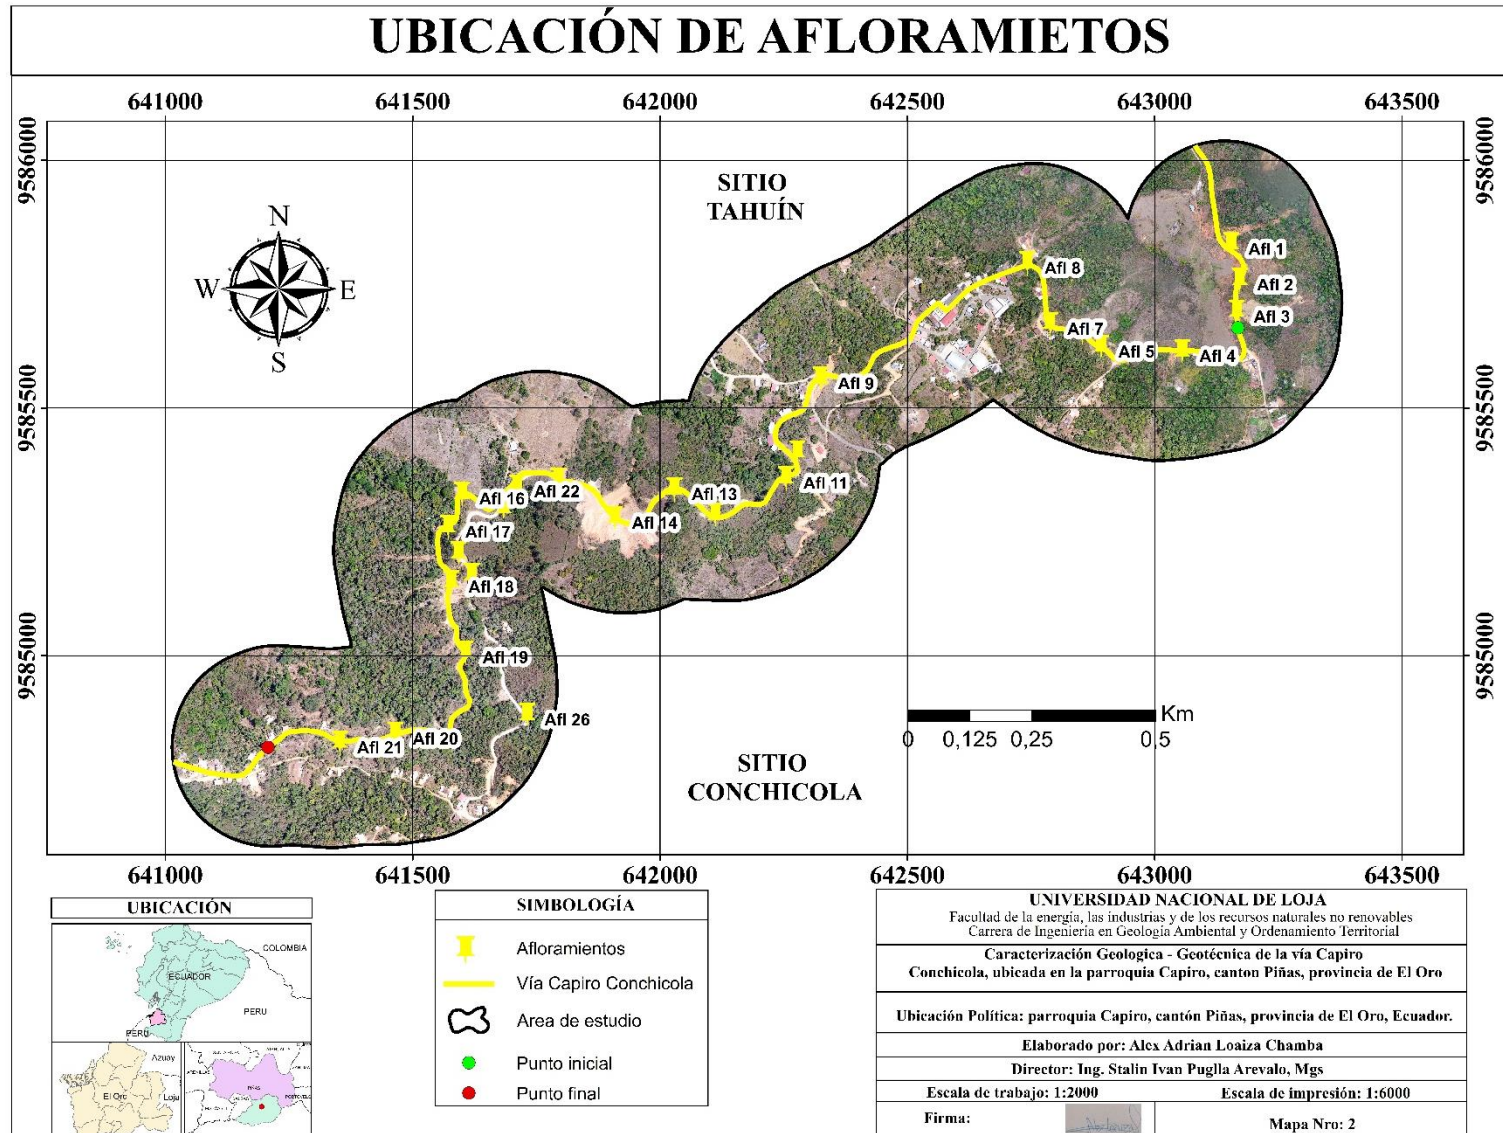 UBICACIÓN DE AFLORAMIETOS
641000 641500 642000 642500 643000 643500
9586000 9586000
9585500 9585500
9585000 9585000
N
W E
S
SITIO
TAHUÍN
Afl 1
Afl 2
Afl 3
Afl 4
Afl 5
Afl 7
Afl 8
Afl 9
Afl 11
Afl 13
Afl 14
Afl 22
Afl 16
Afl 17
Afl 18
Afl 19
Afl 26
Afl 20
Afl 21
Km
0 0,125 0,25 0,5
SITIO
CONCHICOLA
641000 641500 642000 642500 643000 643500
UBICACIÓN
COLOMBIA
ECUADOR
PERU
PERU
Azuay
El Oro
Loja
PIÑAS
SIMBOLOGÍA
Afloramientos
Vía Capiro Conchicola
Area de estudio
Punto inicial
Punto final
UNIVERSIDAD NACIONAL DE LOJA
Facultad de la energía, las industrias y de los recursos naturales no renovables
Carrera de Ingeniería en Geología Ambiental y Ordenamiento Territorial
Caracterización Geologica - Geotécnica de la vía Capiro
Conchicola, ubicada en la parroquia Capiro, canton Piñas, provincia de El Oro
Ubicación Política: parroquia Capiro, cantón Piñas, provincia de El Oro, Ecuador.
Elaborado por: Alex Adrian Loaiza Chamba
Director: Ing. Stalin Ivan Puglla Arevalo, Mgs
Escala de trabajo: 1:2000 Escala de impresión: 1:6000
Firma: Mapa Nro: 2